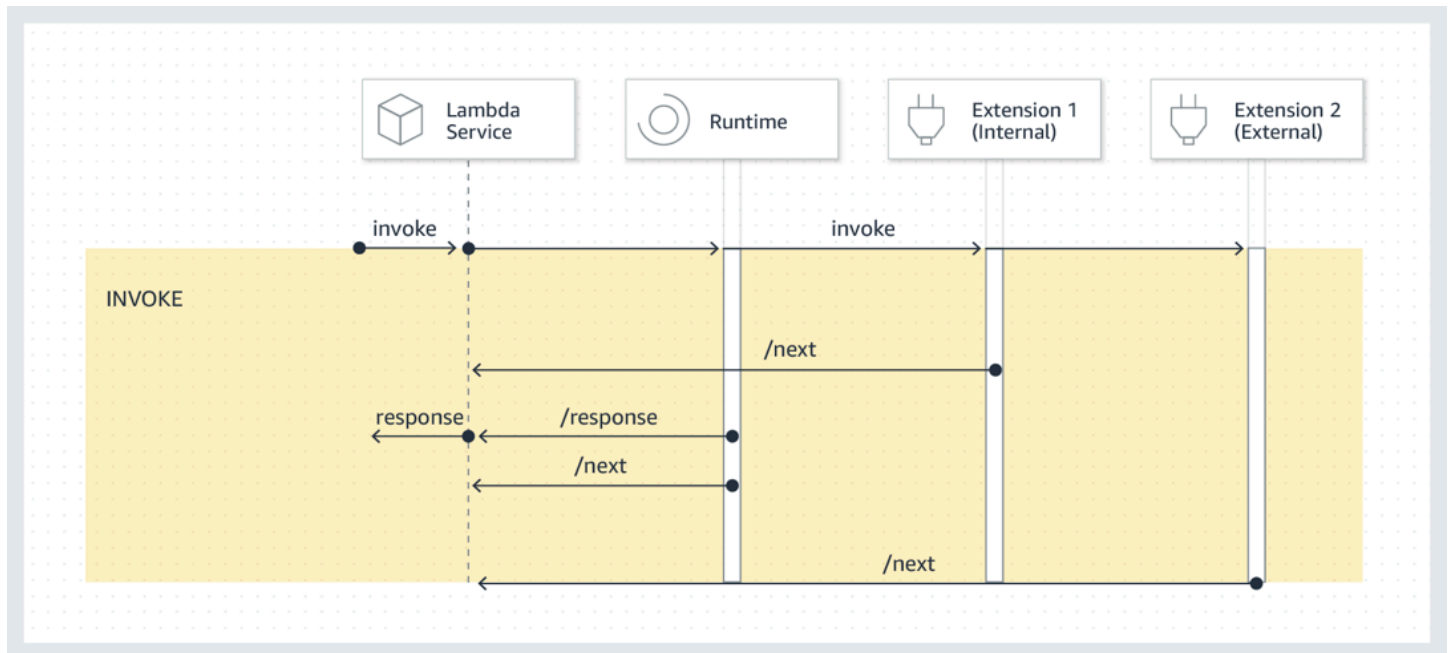 Lambda
Service
Runtime
Extension 1
(Internal)
Extension 2
(External)
invoke
invoke
INVOKE
/next
response
/response
/next
/next